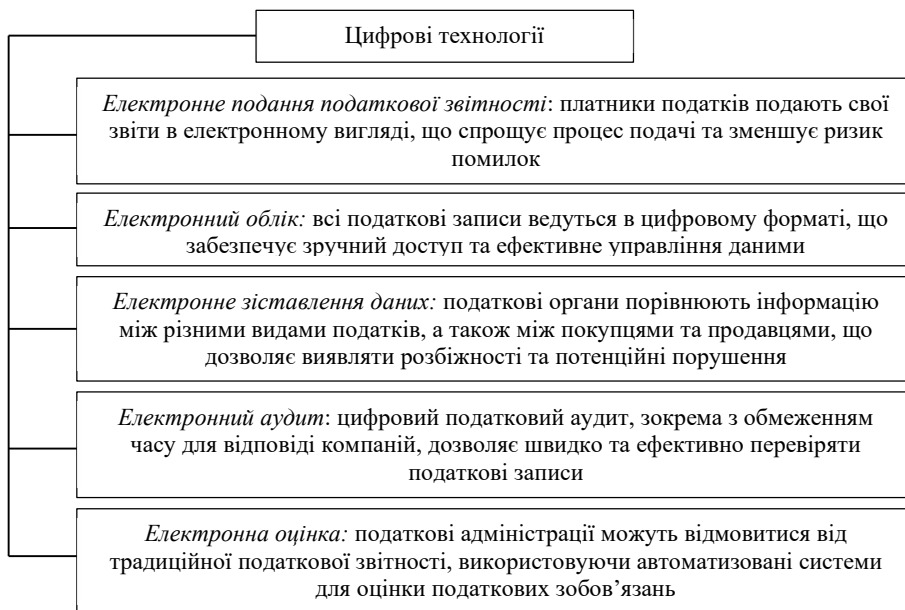 Цифрові технології
Електронне подання податкової звітності: платники податків подають свої
звіти в електронному вигляді, що спрощує процес подачі та зменшує ризик
помилок
Електронний облік: всі податкові записи ведуться в цифровому форматі, що
забезпечує зручний доступ та ефективне управління даними
Електронне зіставлення даних: податкові органи порівнюють інформацію
між різними видами податків, а також між покупцями та продавцями, що
дозволяє виявляти розбіжності та потенційні порушення
Електронний аудит: цифровий податковий аудит, зокрема з обмеженням
часу для відповіді компаній, дозволяє швидко та ефективно перевіряти
податкові записи
Електронна оцінка: податкові адміністрації можуть відмовитися від
традиційної податкової звітності, використовуючи автоматизовані системи
для оцінки податкових зобов’язань